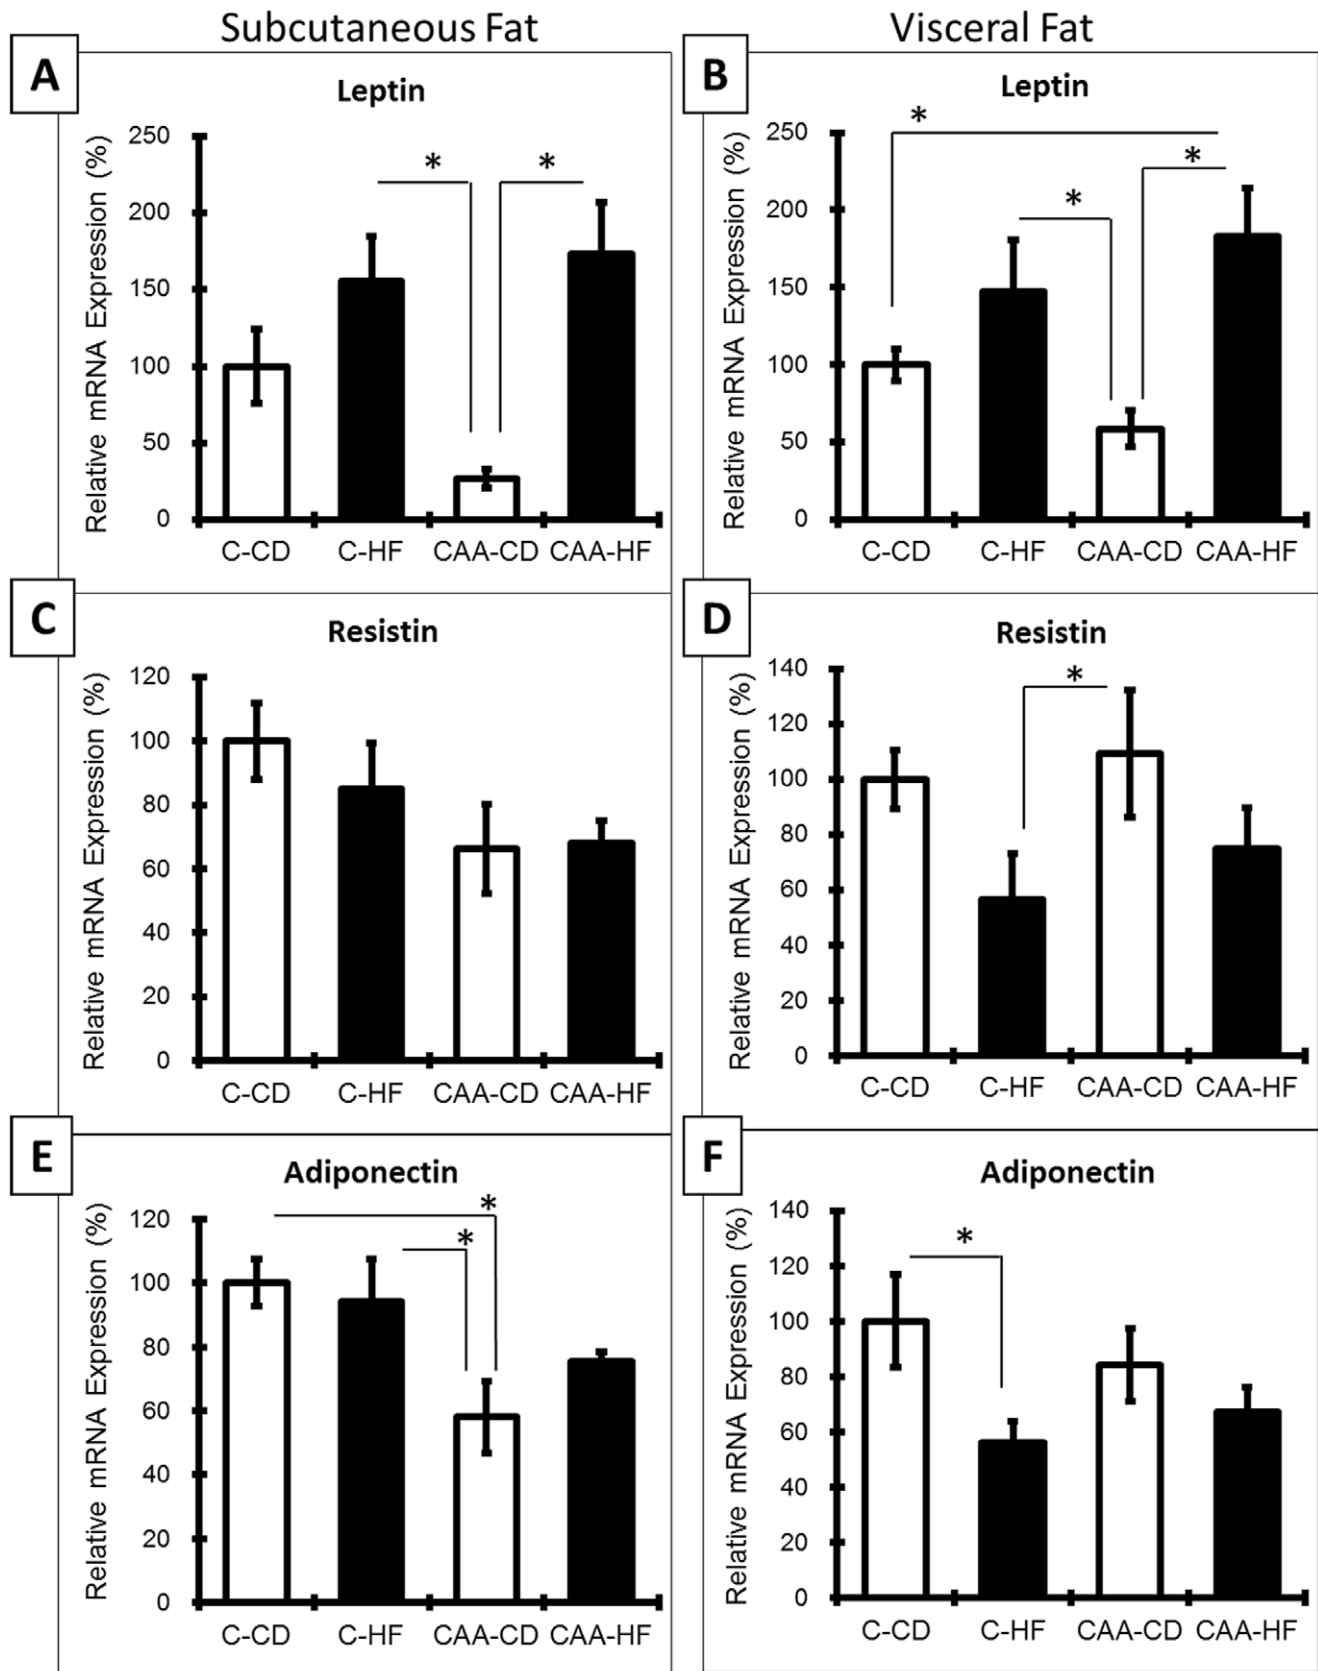 Subcutaneous Fat
Visceral Fat
A
Leptin
Relative mRNA Expression (%)
250
200
150
100
50
0
*
*
C-CD
C-HF
CAA-CD
CAA-HF
B
Leptin
Relative mRNA Expression (%)
250
200
150
100
50
0
*
*
*
C-CD
C-HF
CAA-CD
CAA-HF
C
Resistin
Relative mRNA Expression (%)
120
100
80
60
40
20
0
C-CD
C-HF
CAA-CD
CAA-HF
D
Resistin
Relative mRNA Expression (%)
140
120
100
80
60
40
20
0
*
C-CD
C-HF
CAA-CD
CAA-HF
E
Adiponectin
Relative mRNA Expression (%)
120
100
80
60
40
20
0
*
*
C-CD
C-HF
CAA-CD
CAA-HF
F
Adiponectin
Relative mRNA Expression (%)
140
120
100
80
60
40
20
0
*
C-CD
C-HF
CAA-CD
CAA-HF